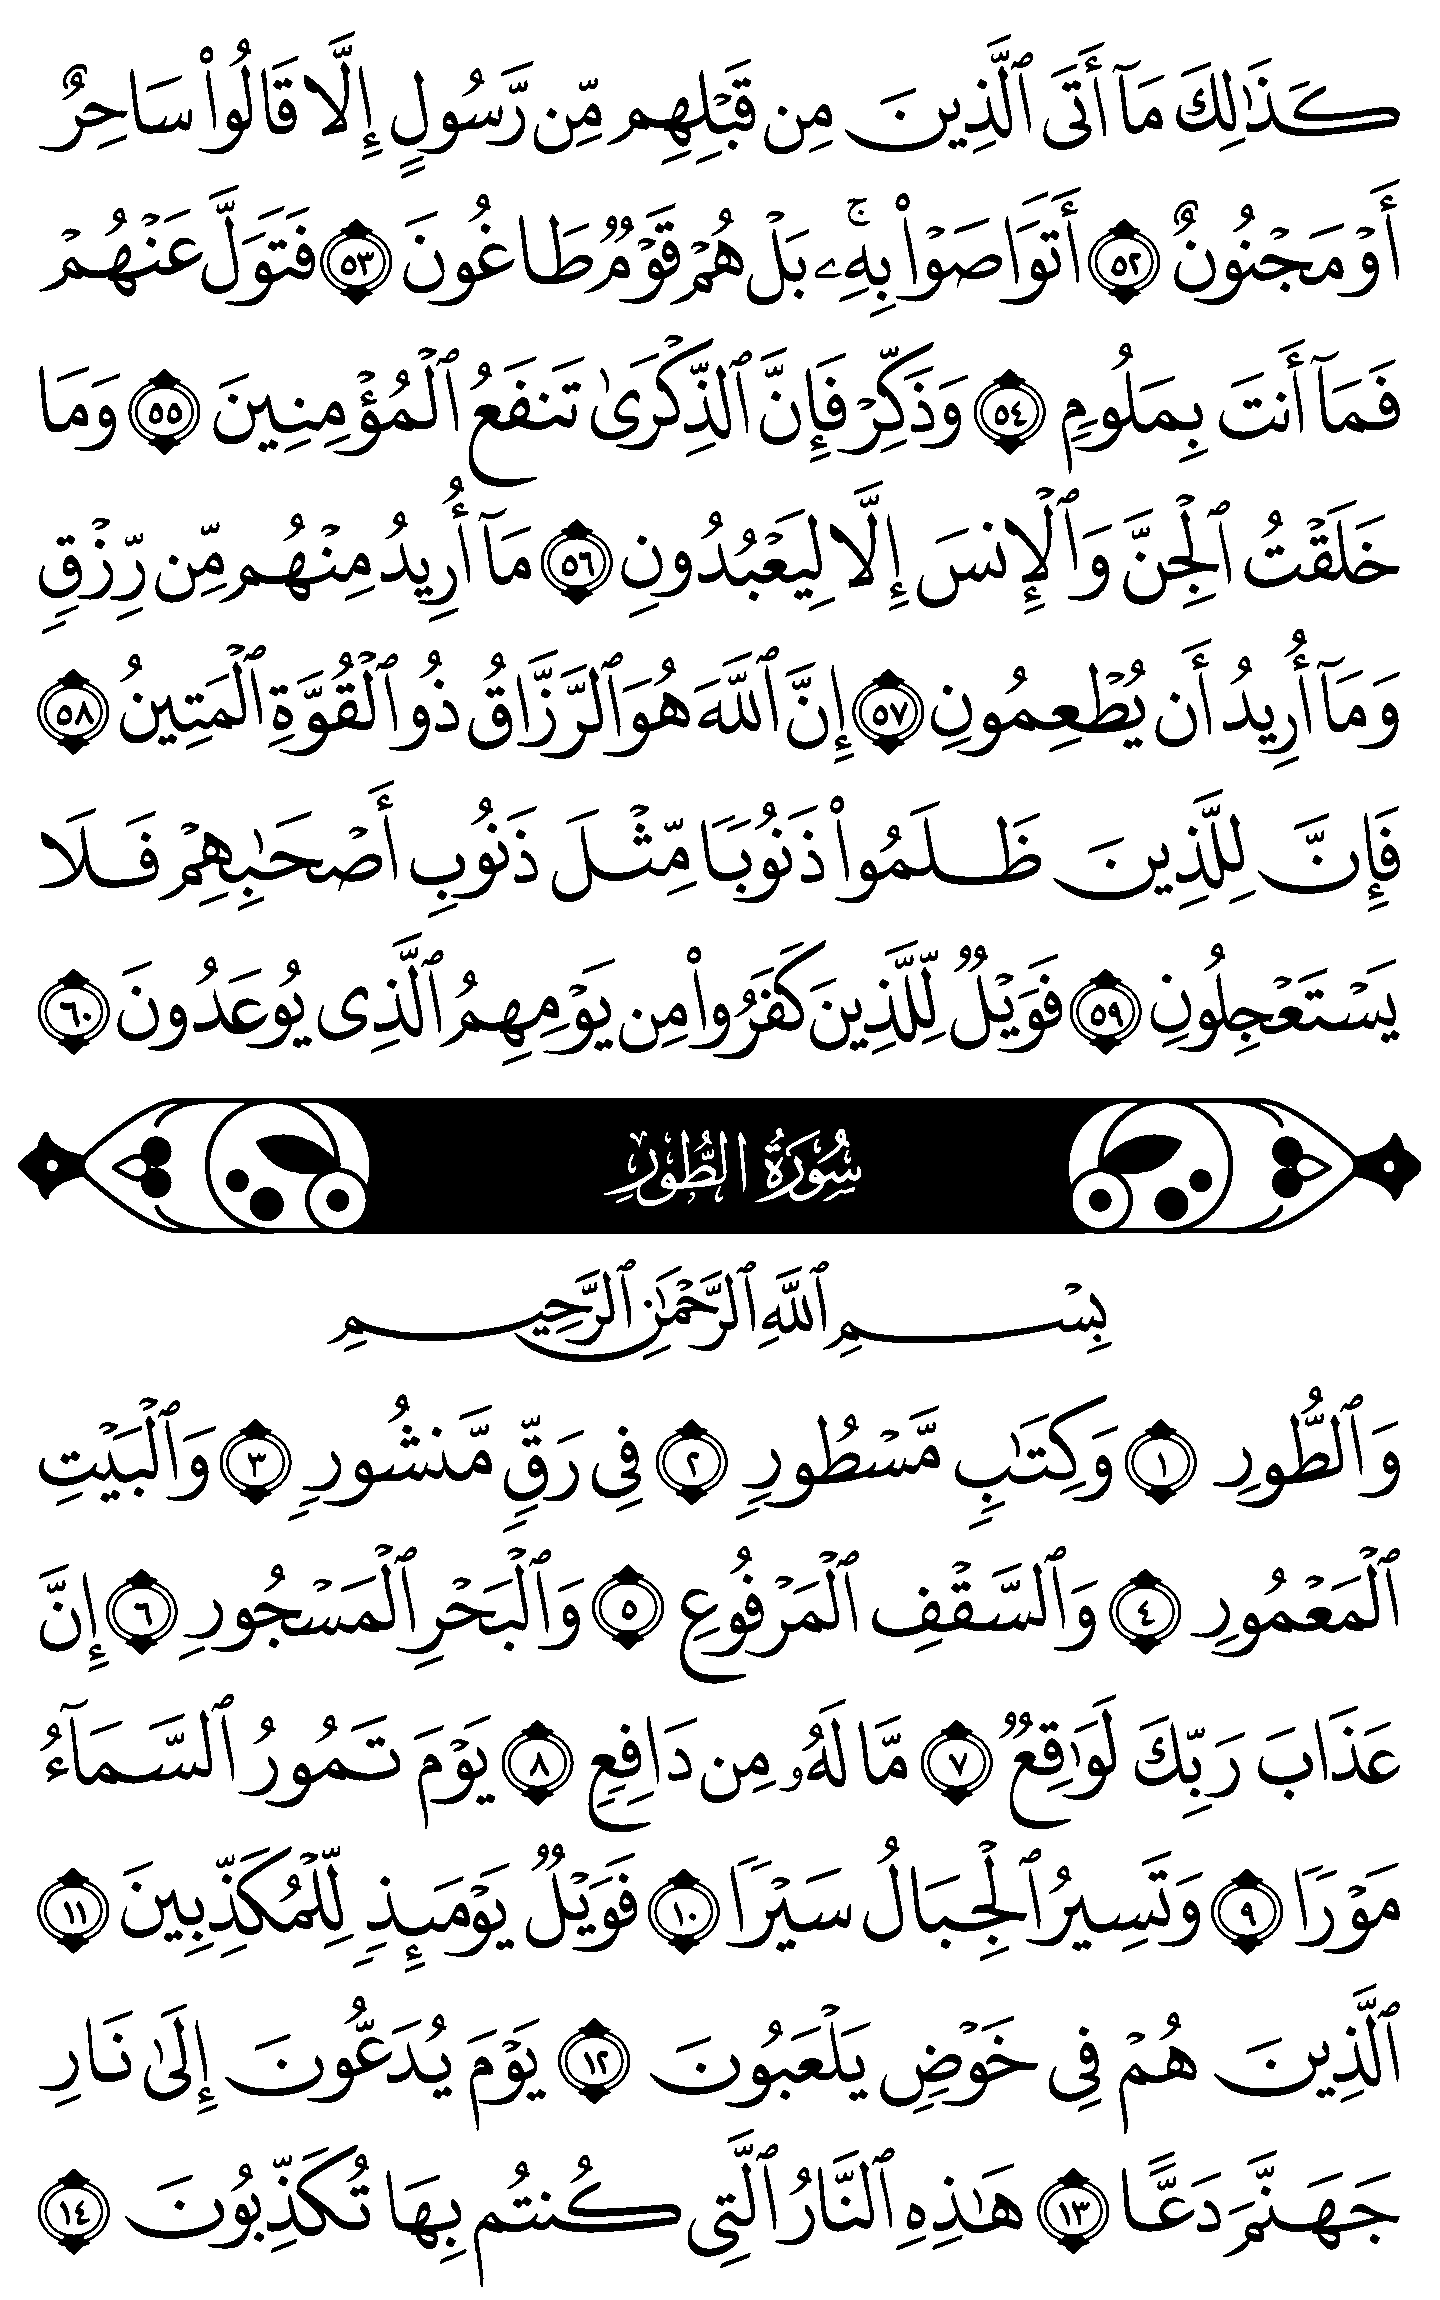 كَذَٰلِكَ مَآ أَتَى ٱلَّذِينَ مِن قَبْلِهِم مِّن رَّسُولٍ إِلَّا قَالُوا۟ سَاحِرٌ
أَوْ مَجْنُونٌ ٥٢ أَتَوَاصَوْا۟ بِهِۦۚ بَلْ هُمْ قَوْمٌ طَاغُونَ ٥٣ فَتَوَلَّ عَنْهُمْ
فَمَآ أَنتَ بِمَلُومٍ ٥٤ وَذَكِّرْ فَإِنَّ ٱلذِّكْرَىٰ تَنفَعُ ٱلْمُؤْمِنِينَ ٥٥ وَمَا
خَلَقْتُ ٱلْجِنَّ وَٱلْإِنسَ إِلَّا لِيَعْبُدُونِ ٥٦ مَآ أُرِيدُ مِنْهُم مِّن رِّزْقٍ
وَمَآ أُرِيدُ أَن يُطْعِمُونِ ٥٧ إِنَّ ٱللَّهَ هُوَ ٱلرَّزَّاقُ ذُو ٱلْقُوَّةِ ٱلْمَتِينُ ٥٨
فَإِنَّ لِلَّذِينَ ظَلَمُوا۟ ذَنُوبًا مِّثْلَ ذَنُوبِ أَصْحَٰبِهِمْ فَلَا
يَسْتَعْجِلُونِ ٥٩ فَوَيْلٌ لِّلَّذِينَ كَفَرُوا۟ مِن يَوْمِهِمُ ٱلَّذِى يُوعَدُونَ ٦٠
سُورَةُ الطُّورِ
بِسْمِ ٱللَّهِ ٱلرَّحْمَٰنِ ٱلرَّحِيمِ
وَٱلطُّورِ ١ وَكِتَٰبٍ مَّسْطُورٍ ٢ فِى رَقٍّ مَّنشُورٍ ٣ وَٱلْبَيْتِ
ٱلْمَعْمُورِ ٤ وَٱلسَّقْفِ ٱلْمَرْفُوعِ ٥ وَٱلْبَحْرِ ٱلْمَسْجُورِ ٦ إِنَّ
عَذَابَ رَبِّكَ لَوَٰقِعٌ ٧ مَّا لَهُۥ مِن دَافِعٍ ٨ يَوْمَ تَمُورُ ٱلسَّمَآءُ
مَوْرًا ٩ وَتَسِيرُ ٱلْجِبَالُ سَيْرًا ١٠ فَوَيْلٌ يَوْمَئِذٍ لِّلْمُكَذِّبِينَ ١١
ٱلَّذِينَ هُمْ فِى خَوْضٍ يَلْعَبُونَ ١٢ يَوْمَ يُدَعُّونَ إِلَىٰ نَارِ
جَهَنَّمَ دَعًّا ١٣ هَٰذِهِ ٱلنَّارُ ٱلَّتِى كُنتُم بِهَا تُكَذِّبُونَ ١٤